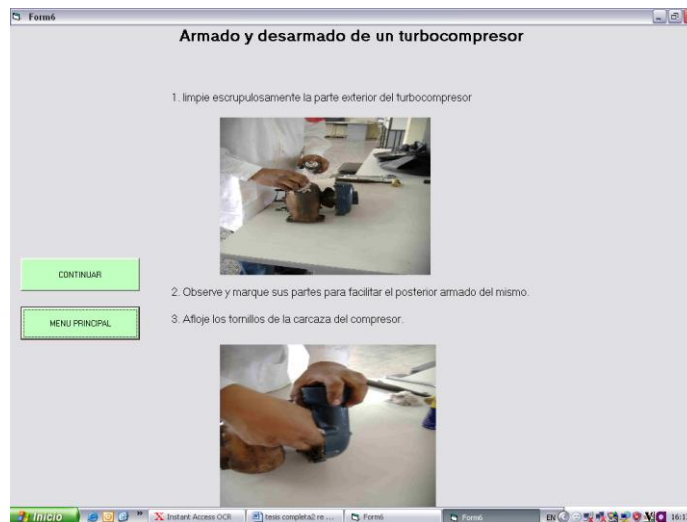 Form6
Armado y desarmado de un turbocompresor
1. limpie escrupulosamente la parte exterior del turbocompresor
CONTINUAR
2. Observe y marque sus partes para facilitar el posterior armado del mismo.
MENU PRINCIPAL
3. Afloje los tornillos de la carcaza del compresor.
Inicio
Instant Access OCR
tesis completa2 re ...
Form6
Form6
EN
16:1